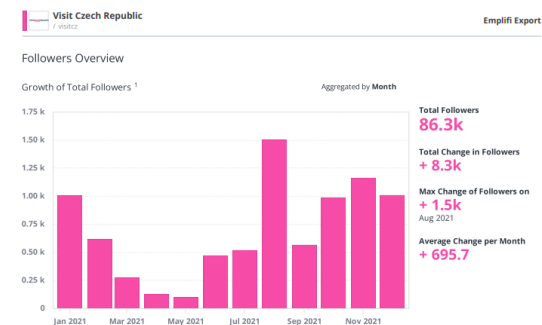 Visit Czech Republic
/ visitcz
Emplifi Export
Followers Overview
Growth of Total Followers 1
Aggregated by Month
1.75 k
1.50 k
1.25 k
1.00 k
0.75 k
0.50 k
0.25 k
0
Jan 2021 Mar 2021 May 2021 Jul 2021 Sep 2021 Nov 2021
Total Followers
86.3k
Total Change in Followers
+ 8.3k
Max Change of Followers on
+ 1.5k
Aug 2021
Average Change per Month
+ 695.7